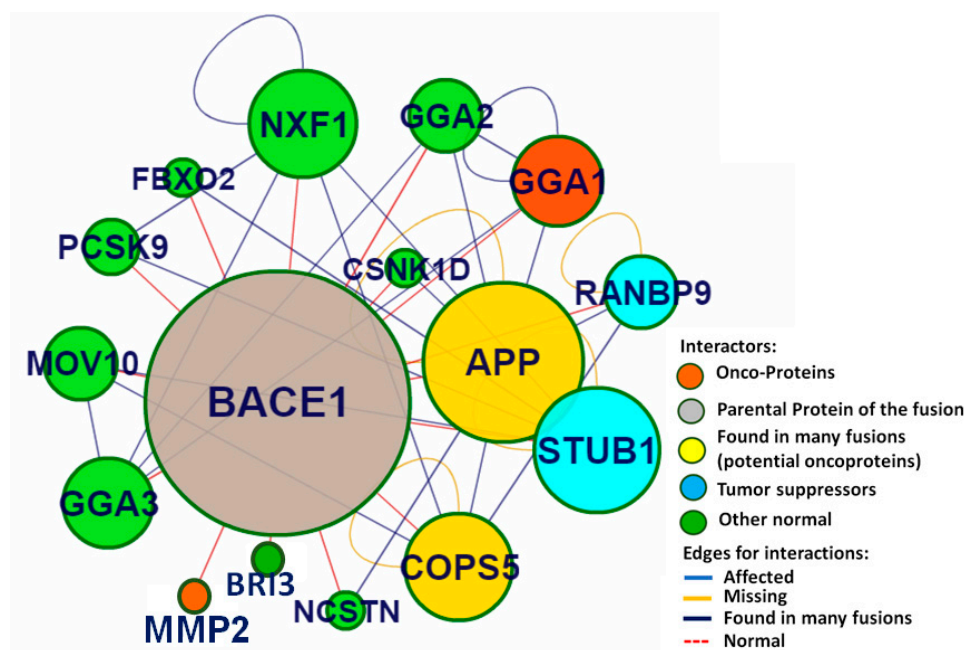 NXF1
GGA2
GGA1
FBXO2
PCSK9
CSNK1D
RANBP9
MOV10
APP
BACE1
STUB1
GGA3
COPS5
BRI3
NCSTN
MMP2
Interactors:
Onco-Proteins
Parental Protein of the fusion
Found in many fusions
(potential oncoproteins)
Tumor suppressors
Other normal
Edges for interactions:
Affected
Missing
Found in many fusions
Normal